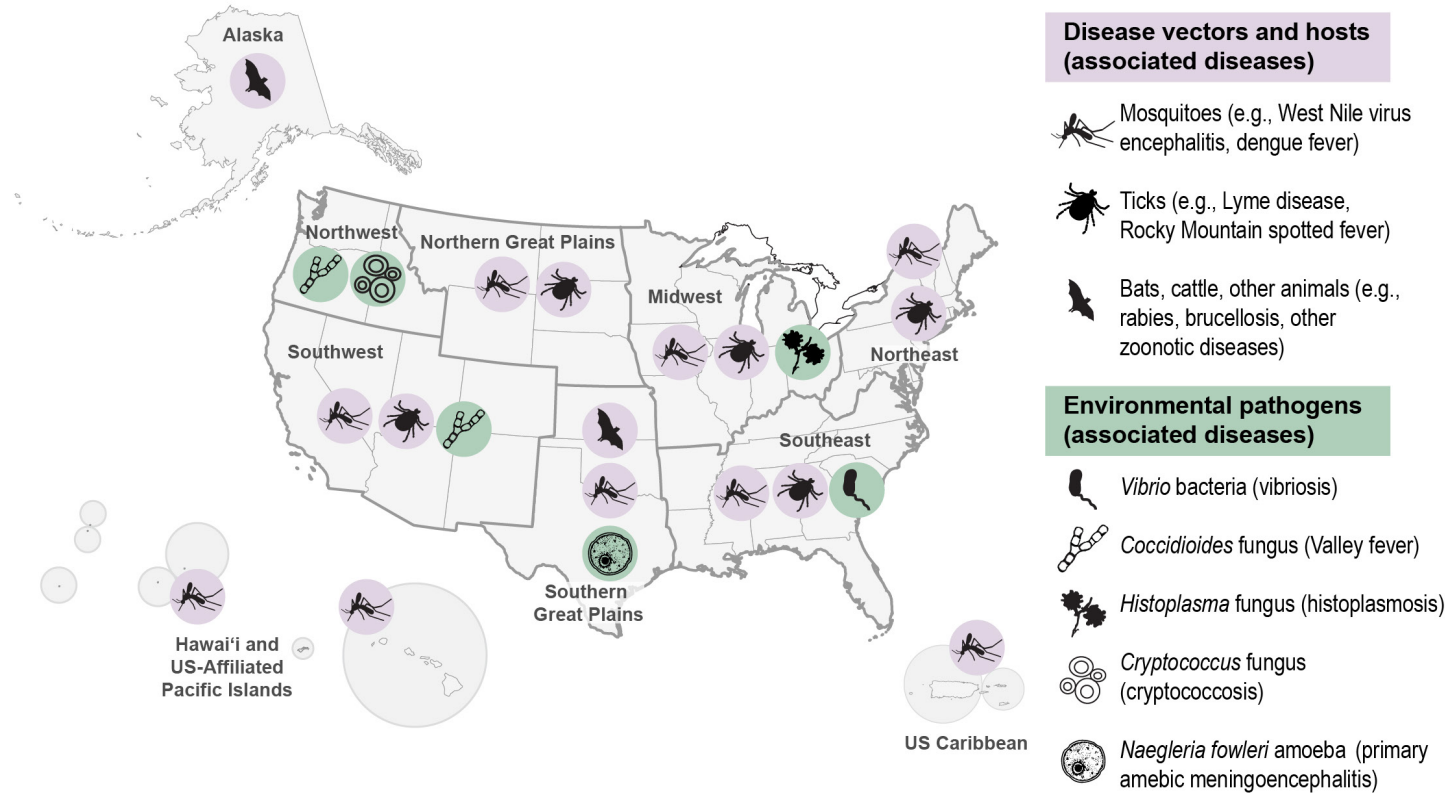 Alaska
Northwest
Northern Great Plains
Midwest
Northeast
Southwest
Southeast
Southern
Great Plains
Hawaiʻi and
US-Affiliated
Pacific Islands
US Caribbean
Disease vectors and hosts
(associated diseases)
Mosquitoes (e.g., West Nile virus
encephalitis, dengue fever)
Ticks (e.g., Lyme disease,
Rocky Mountain spotted fever)
Bats, cattle, other animals (e.g.,
rabies, brucellosis, other
zoonotic diseases)
Environmental pathogens
(associated diseases)
Vibrio bacteria (vibriosis)
Coccidioides fungus (Valley fever)
Histoplasma fungus (histoplasmosis)
Cryptococcus fungus
(cryptococcosis)
Naegleria fowleri amoeba (primary
amebic meningoencephalitis)